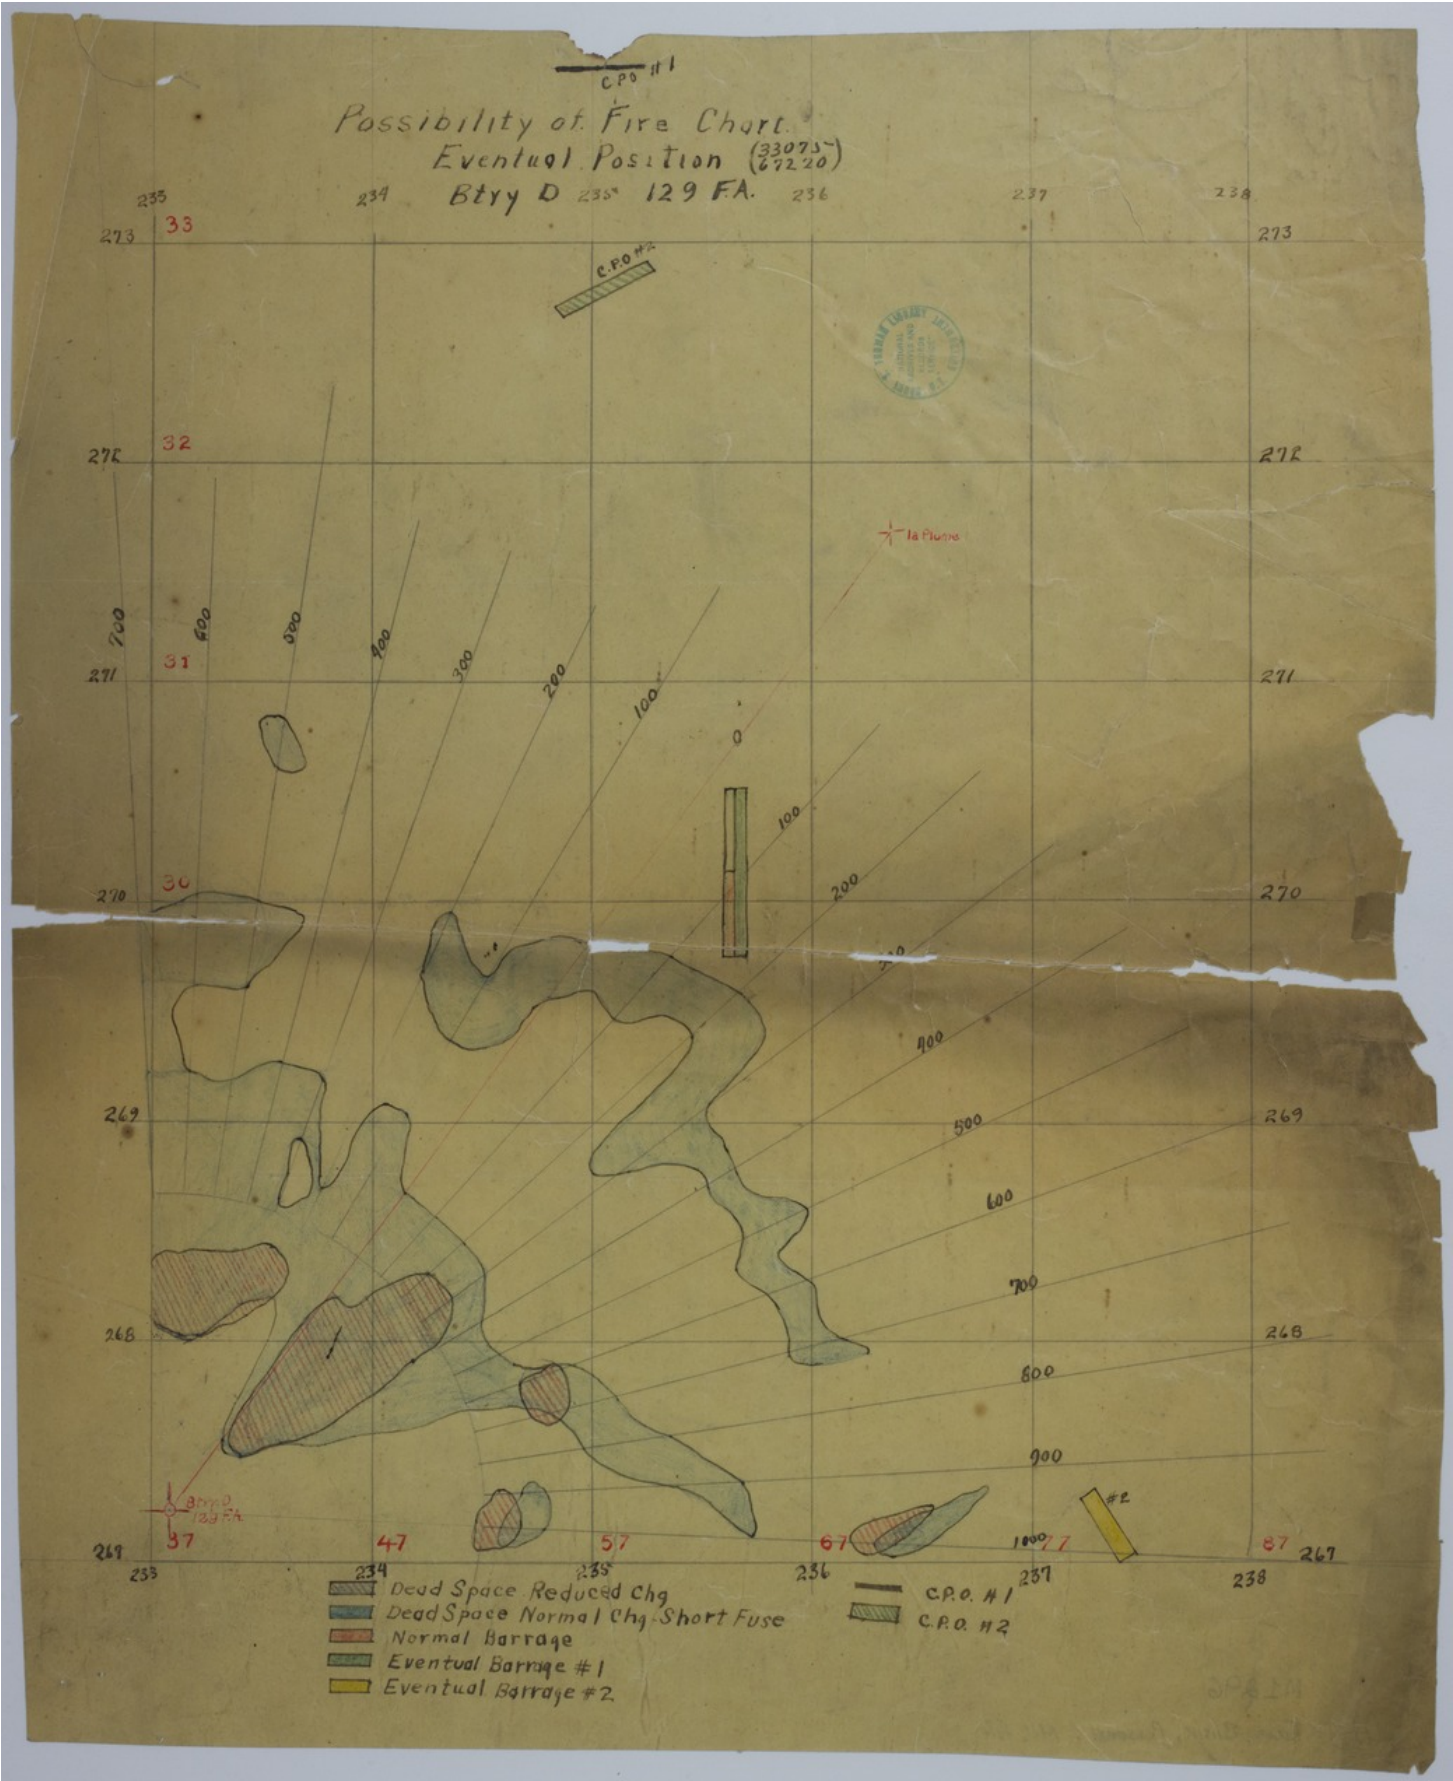 C.P.O #1
Possibility of Fire Chart.
Eventual Position (33075- 67220)
Btry D 129 F.A.
233 234 235 236 237 238
273 33 273
C.P.O #2
32
272 272
la Plume
700 600 500 400 300 200 100 0
31
271 271
100
200
30
270 270
400
269 500 269
600
700
268 268
800
900
#2
Btry D
129 F.A.
37 47 57 67 1000 77 87
267 267
233 234 235 236 237 238
Dead Space Reduced Chg
Dead Space Normal Chg-Short Fuse
Normal Barrage
Eventual Barrage #1
Eventual Barrage #2
C.P.O. #1
C.P.O. #2